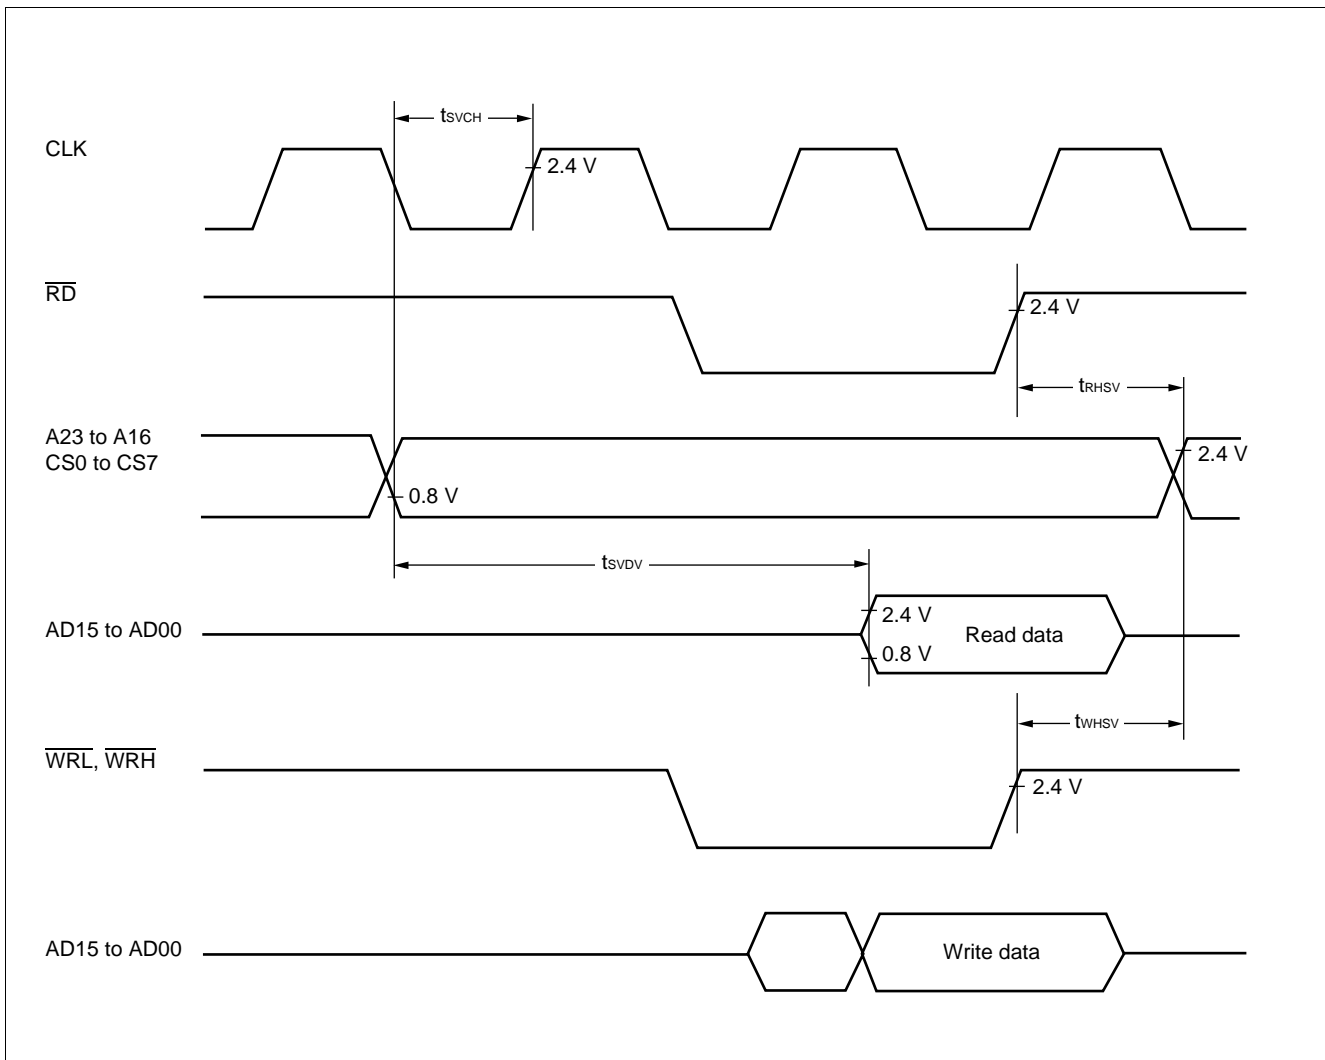 tSVCH
CLK
2.4 V
RD
2.4 V
tRHSV
A23 to A16
CS0 to CS7
2.4 V
0.8 V
tSVDV
AD15 to AD00
2.4 V
Read data
0.8 V
tWHSV
WRL, WRH
2.4 V
AD15 to AD00
Write data